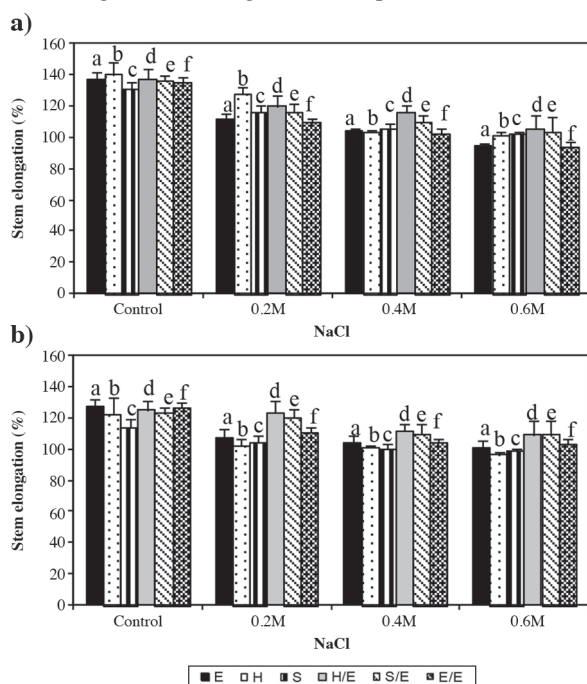 a)
160
140
120
100
80
60
40
20
0
Stem elongation (%)
a b c d e f
a b c d e f
a b c d e f
a b c d e f
Control 0.2M 0.4M 0.6M
NaCl
b)
160
140
120
100
80
60
40
20
0
Stem elongation (%)
a b c d e f
a b c d e f
a b c d e f
a b c d e f
Control 0.2M 0.4M 0.6M
NaCl
E H S H/E S/E E/E